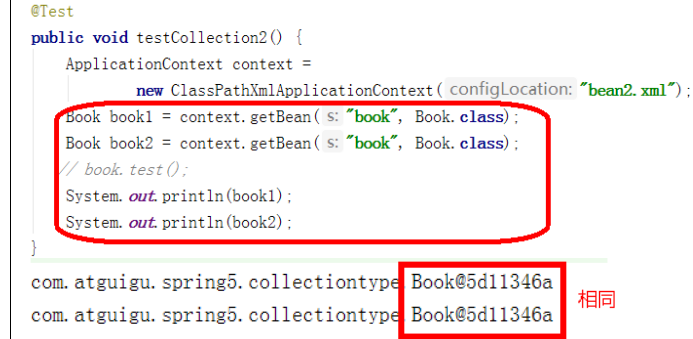 @Test
public void testCollection2() {
ApplicationContext context =
new ClassPathXmlApplicationContext( configLocation: "bean2.xml");
Book book1 = context.getBean( s: "book", Book.class);
Book book2 = context.getBean( s: "book", Book.class);
// book.test();
System.out.println(book1);
System.out.println(book2);
}
com.atguigu.spring5.collectiontype.Book@5d11346a
com.atguigu.spring5.collectiontype.Book@5d11346a
相同